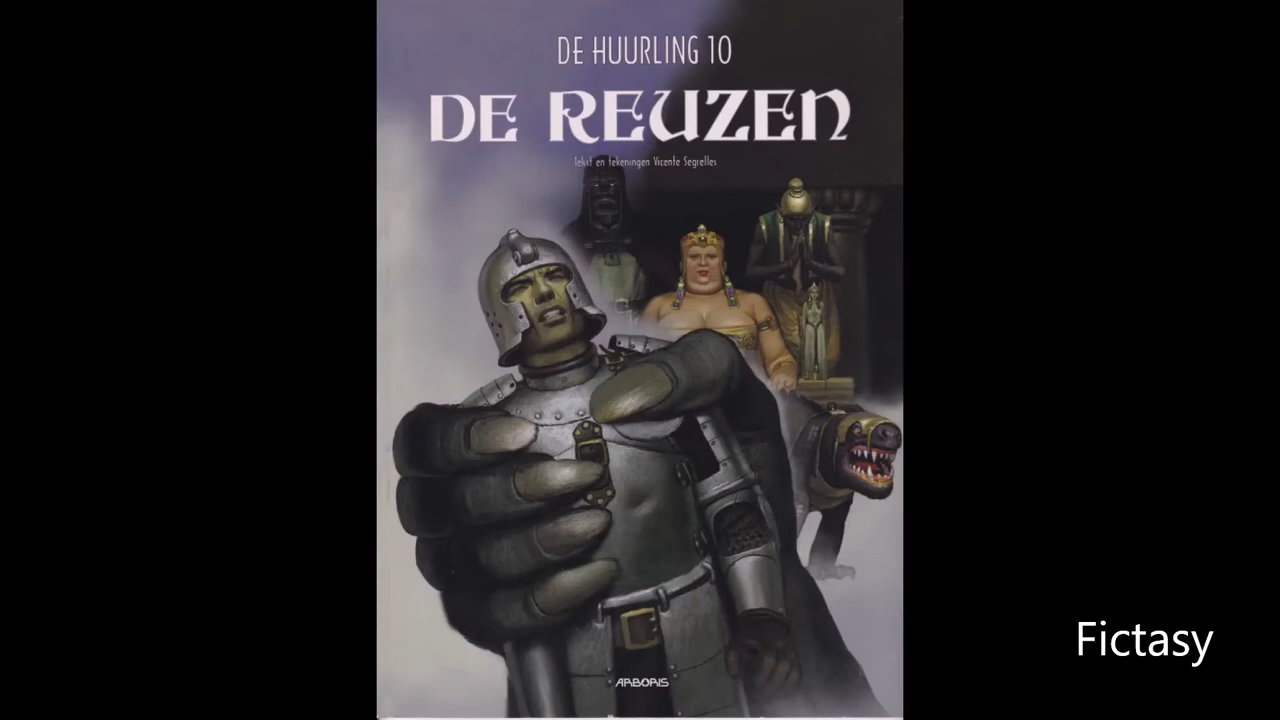 DE HUURLING 10
DE REUZEN
Tekst en tekeningen Vicente Segrelles
ARBORIS
Fictasy